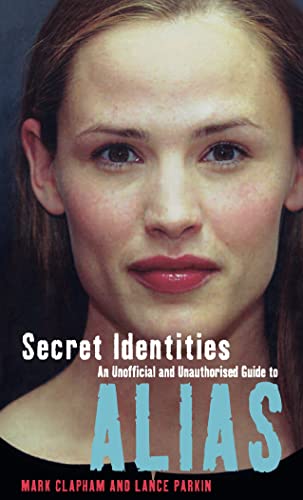 Secret Identities
An Unofficial and Unauthorised Guide to
ALIAS
MARK CLAPHAM AND LANCE PARKIN